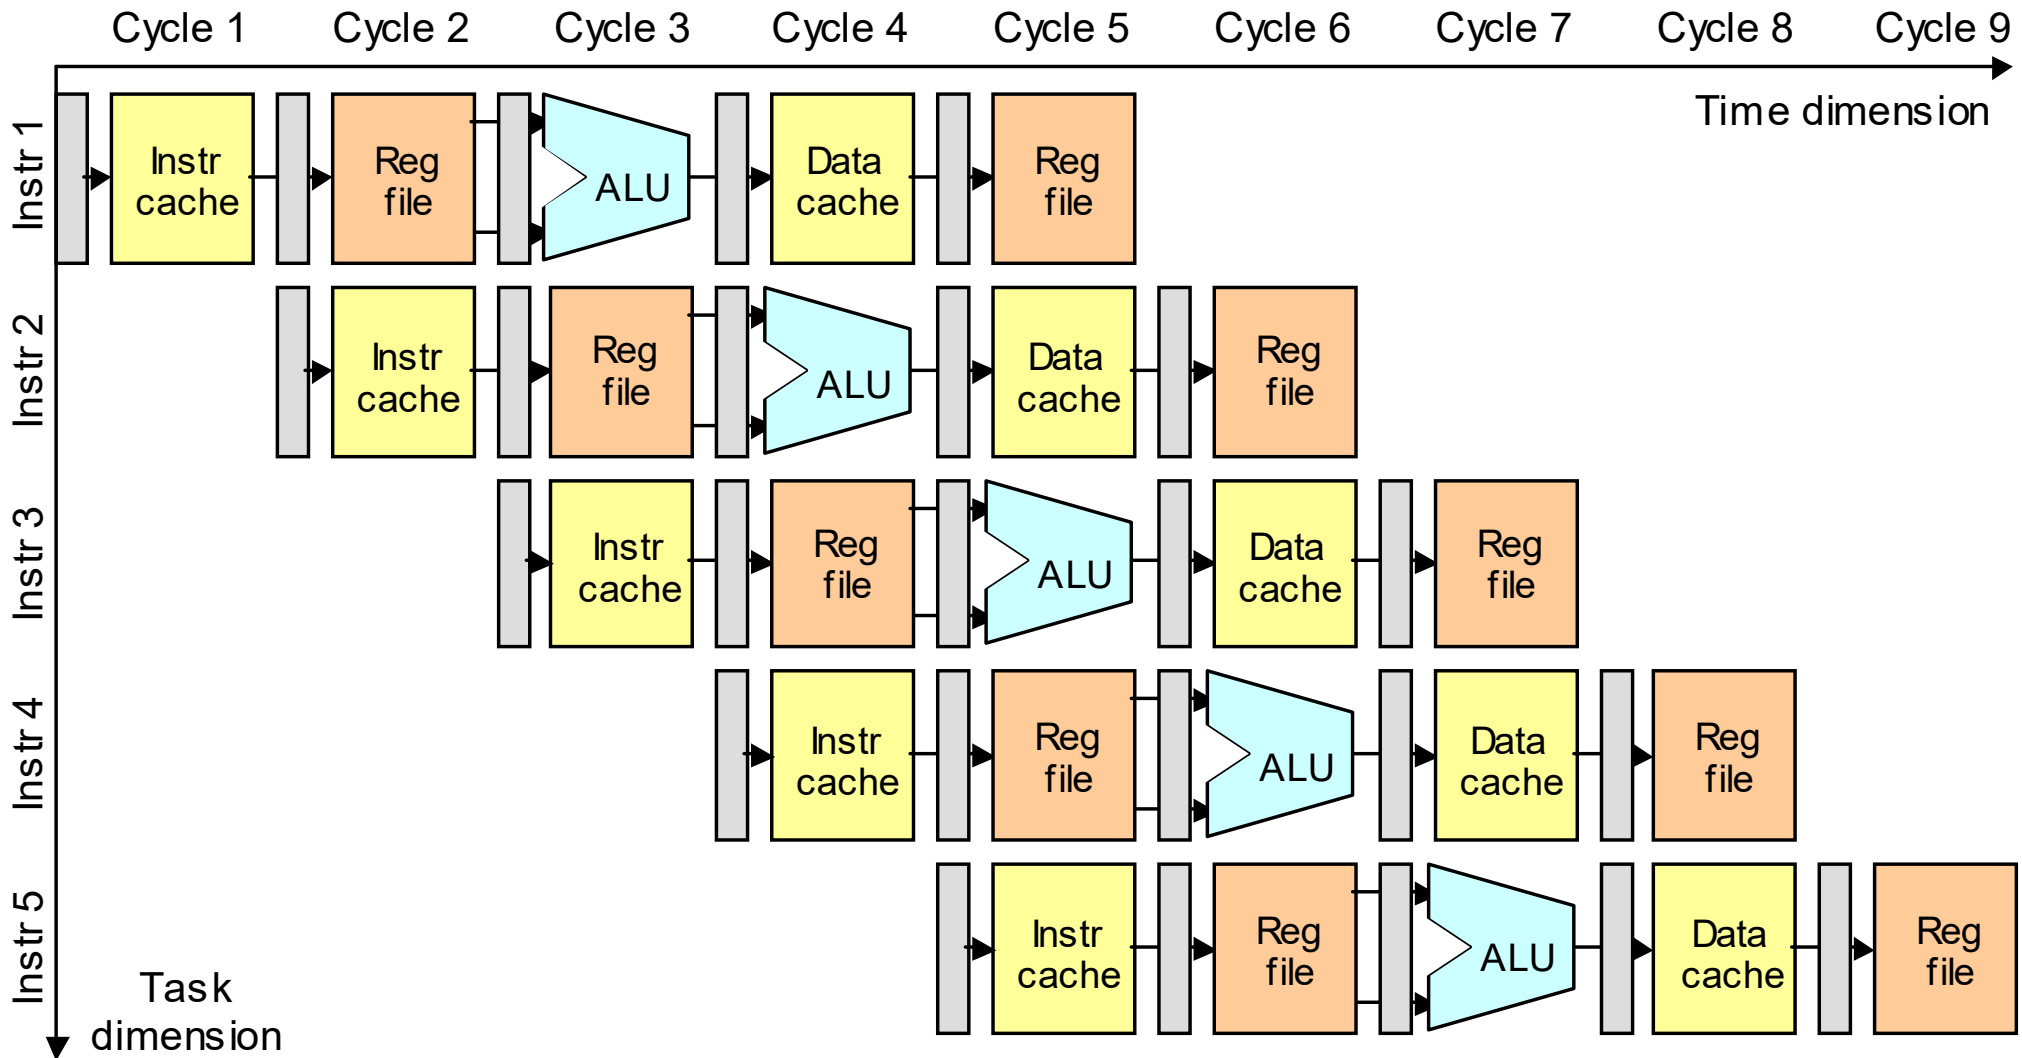 Cycle 1 Cycle 2 Cycle 3 Cycle 4 Cycle 5 Cycle 6 Cycle 7 Cycle 8 Cycle 9
Time dimension
Instr 1
Instr
cache
Reg
file
ALU
Data
cache
Reg
file
Instr 2
Instr
cache
Reg
file
ALU
Data
cache
Reg
file
Instr 3
Instr
cache
Reg
file
ALU
Data
cache
Reg
file
Instr 4
Instr
cache
Reg
file
ALU
Data
cache
Reg
file
Instr 5
Instr
cache
Reg
file
ALU
Data
cache
Reg
file
Task
dimension